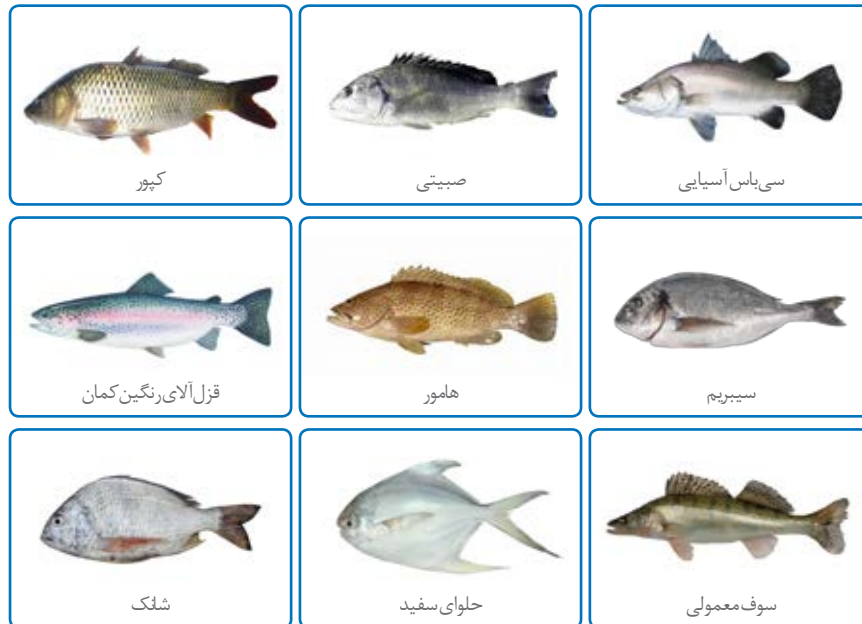 سی‌باس آسیایی
صبیتی
کپور
سیبریم
هامور
قزل‌آلای رنگین‌کمان
سوف معمولی
حلوای سفید
شانک